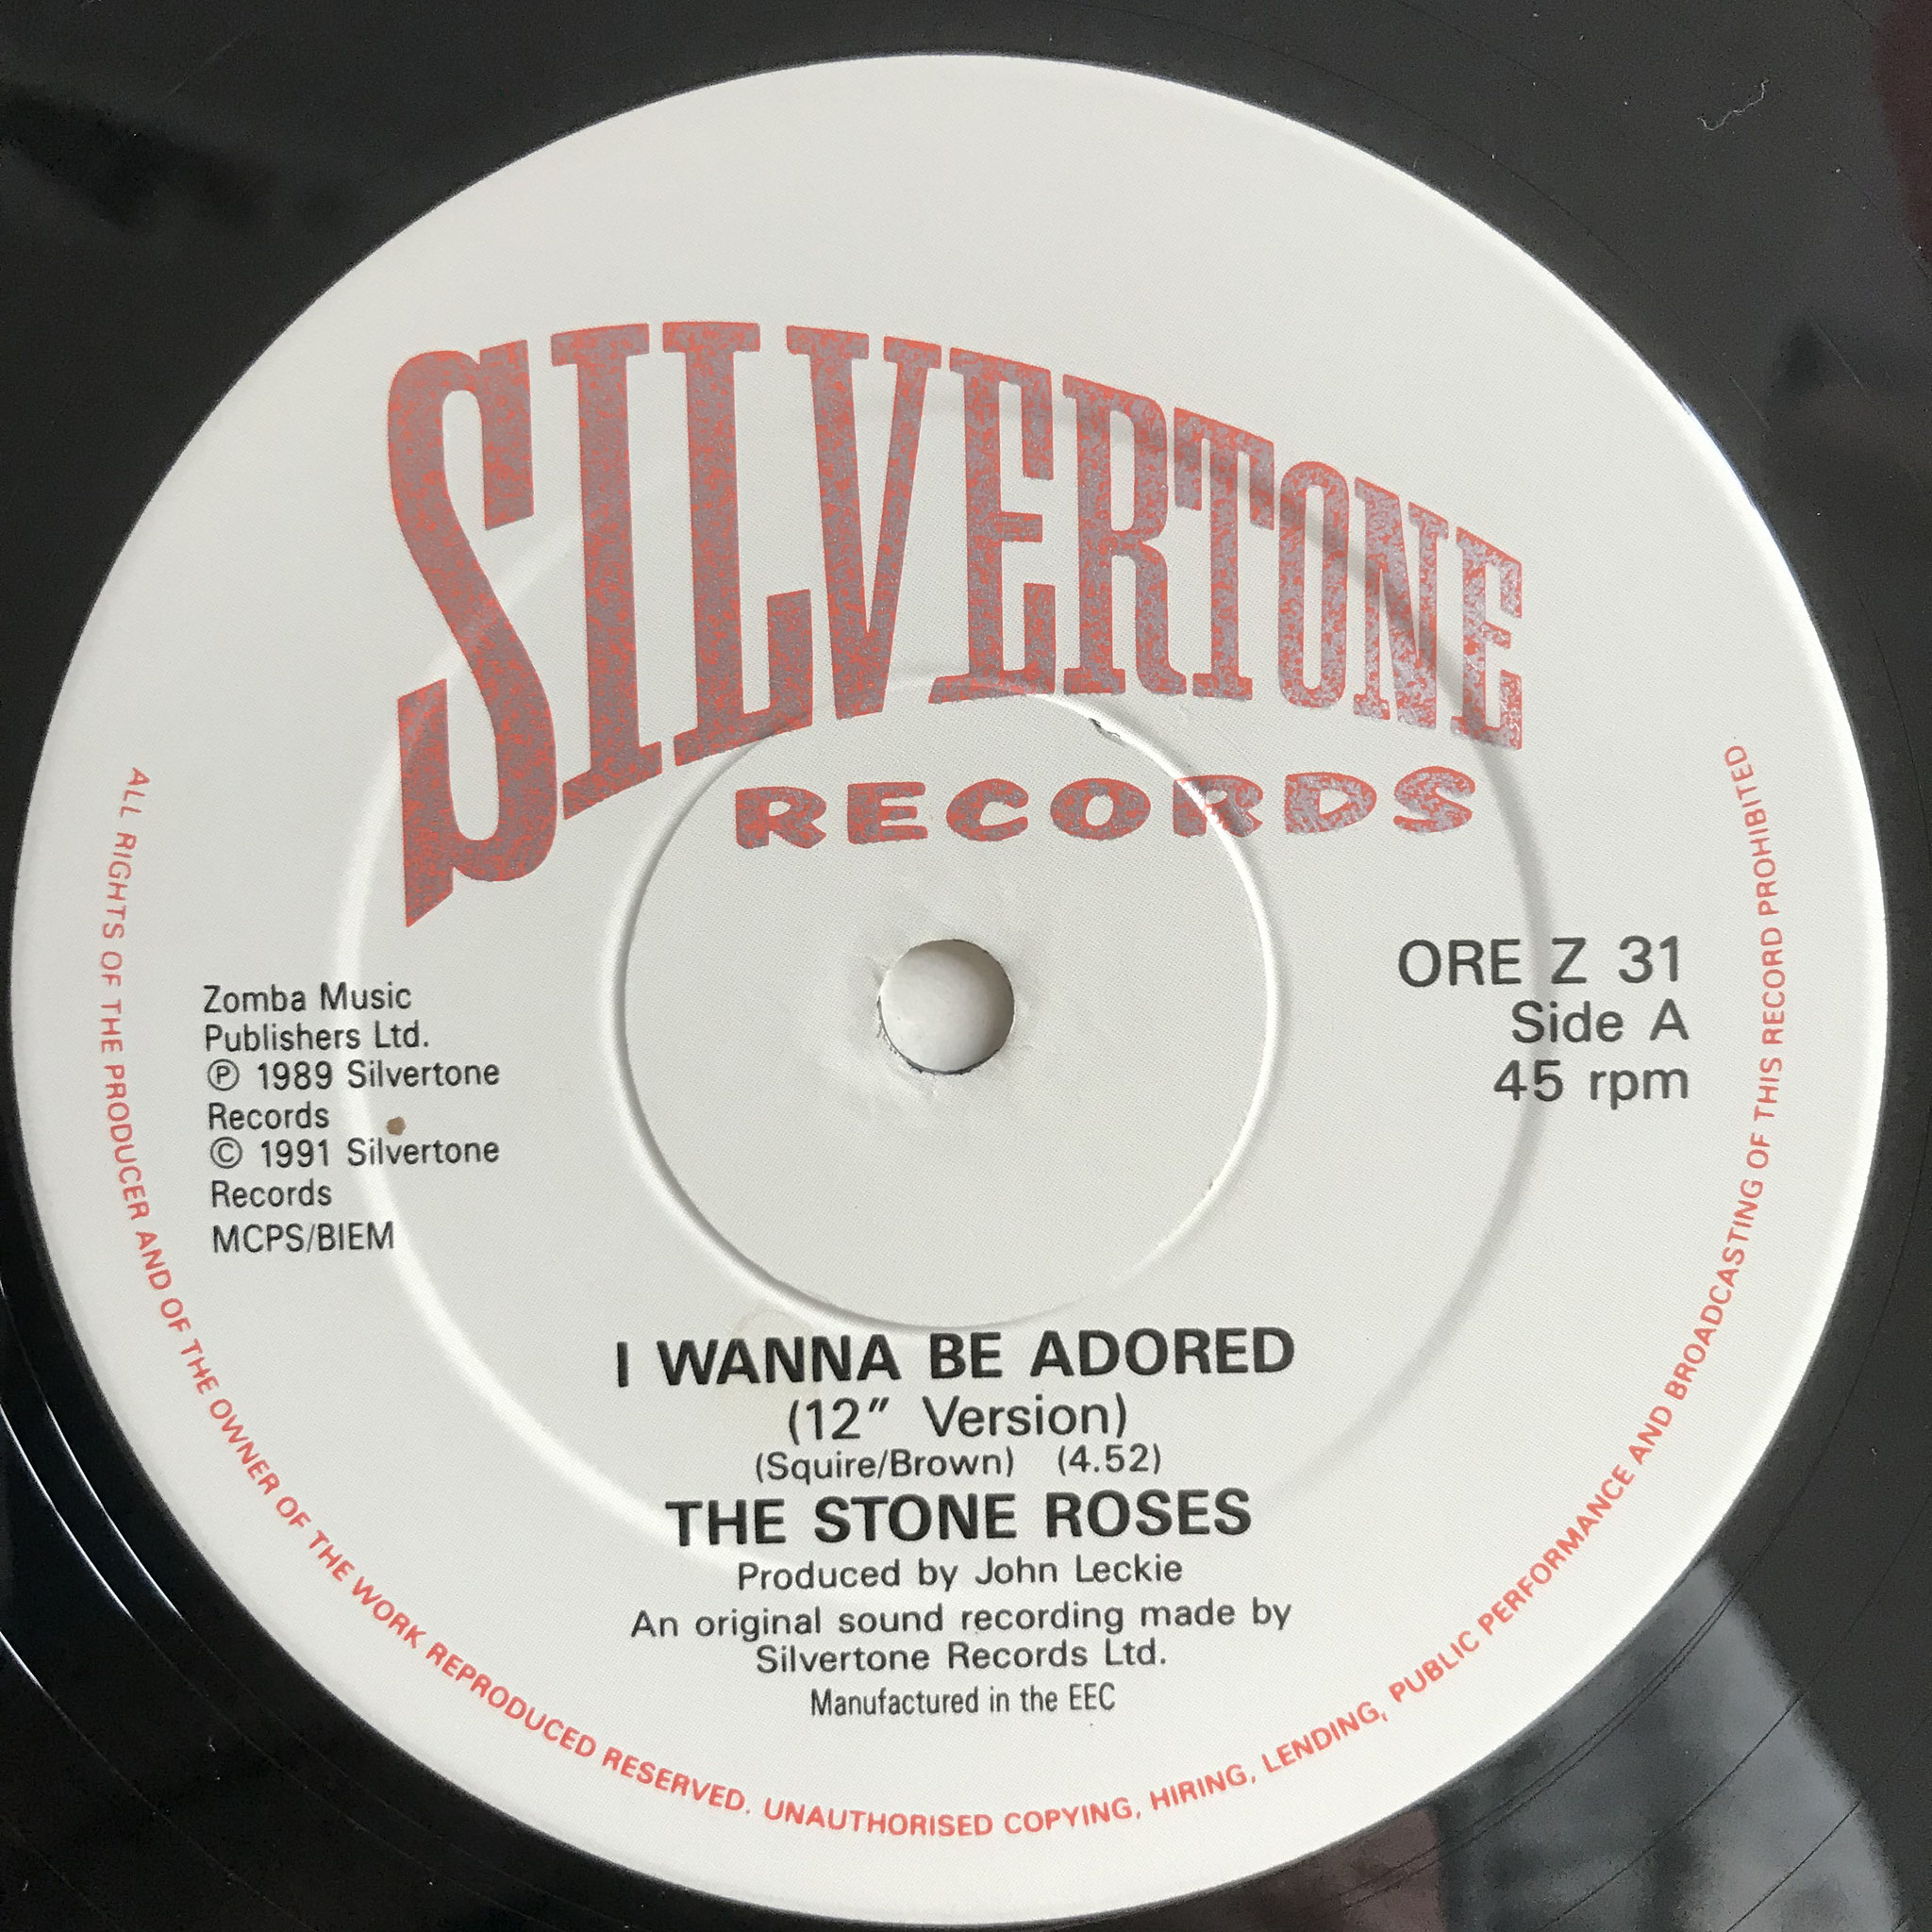 SILVERTONE
RECORDS
Zomba Music
Publishers Ltd.
℗ 1989 Silvertone
Records
© 1991 Silvertone
Records
MCPS/BIEM
ORE Z 31
Side A
45 rpm
I WANNA BE ADORED
(12″ Version)
(Squire/Brown) (4.52)
THE STONE ROSES
Produced by John Leckie
An original sound recording made by
Silvertone Records Ltd.
Manufactured in the EEC
ALL RIGHTS OF THE PRODUCER AND OF THE OWNER OF THE WORK REPRODUCED RESERVED. UNAUTHORISED COPYING, HIRING, LENDING, PUBLIC PERFORMANCE AND BROADCASTING OF THIS RECORD PROHIBITED